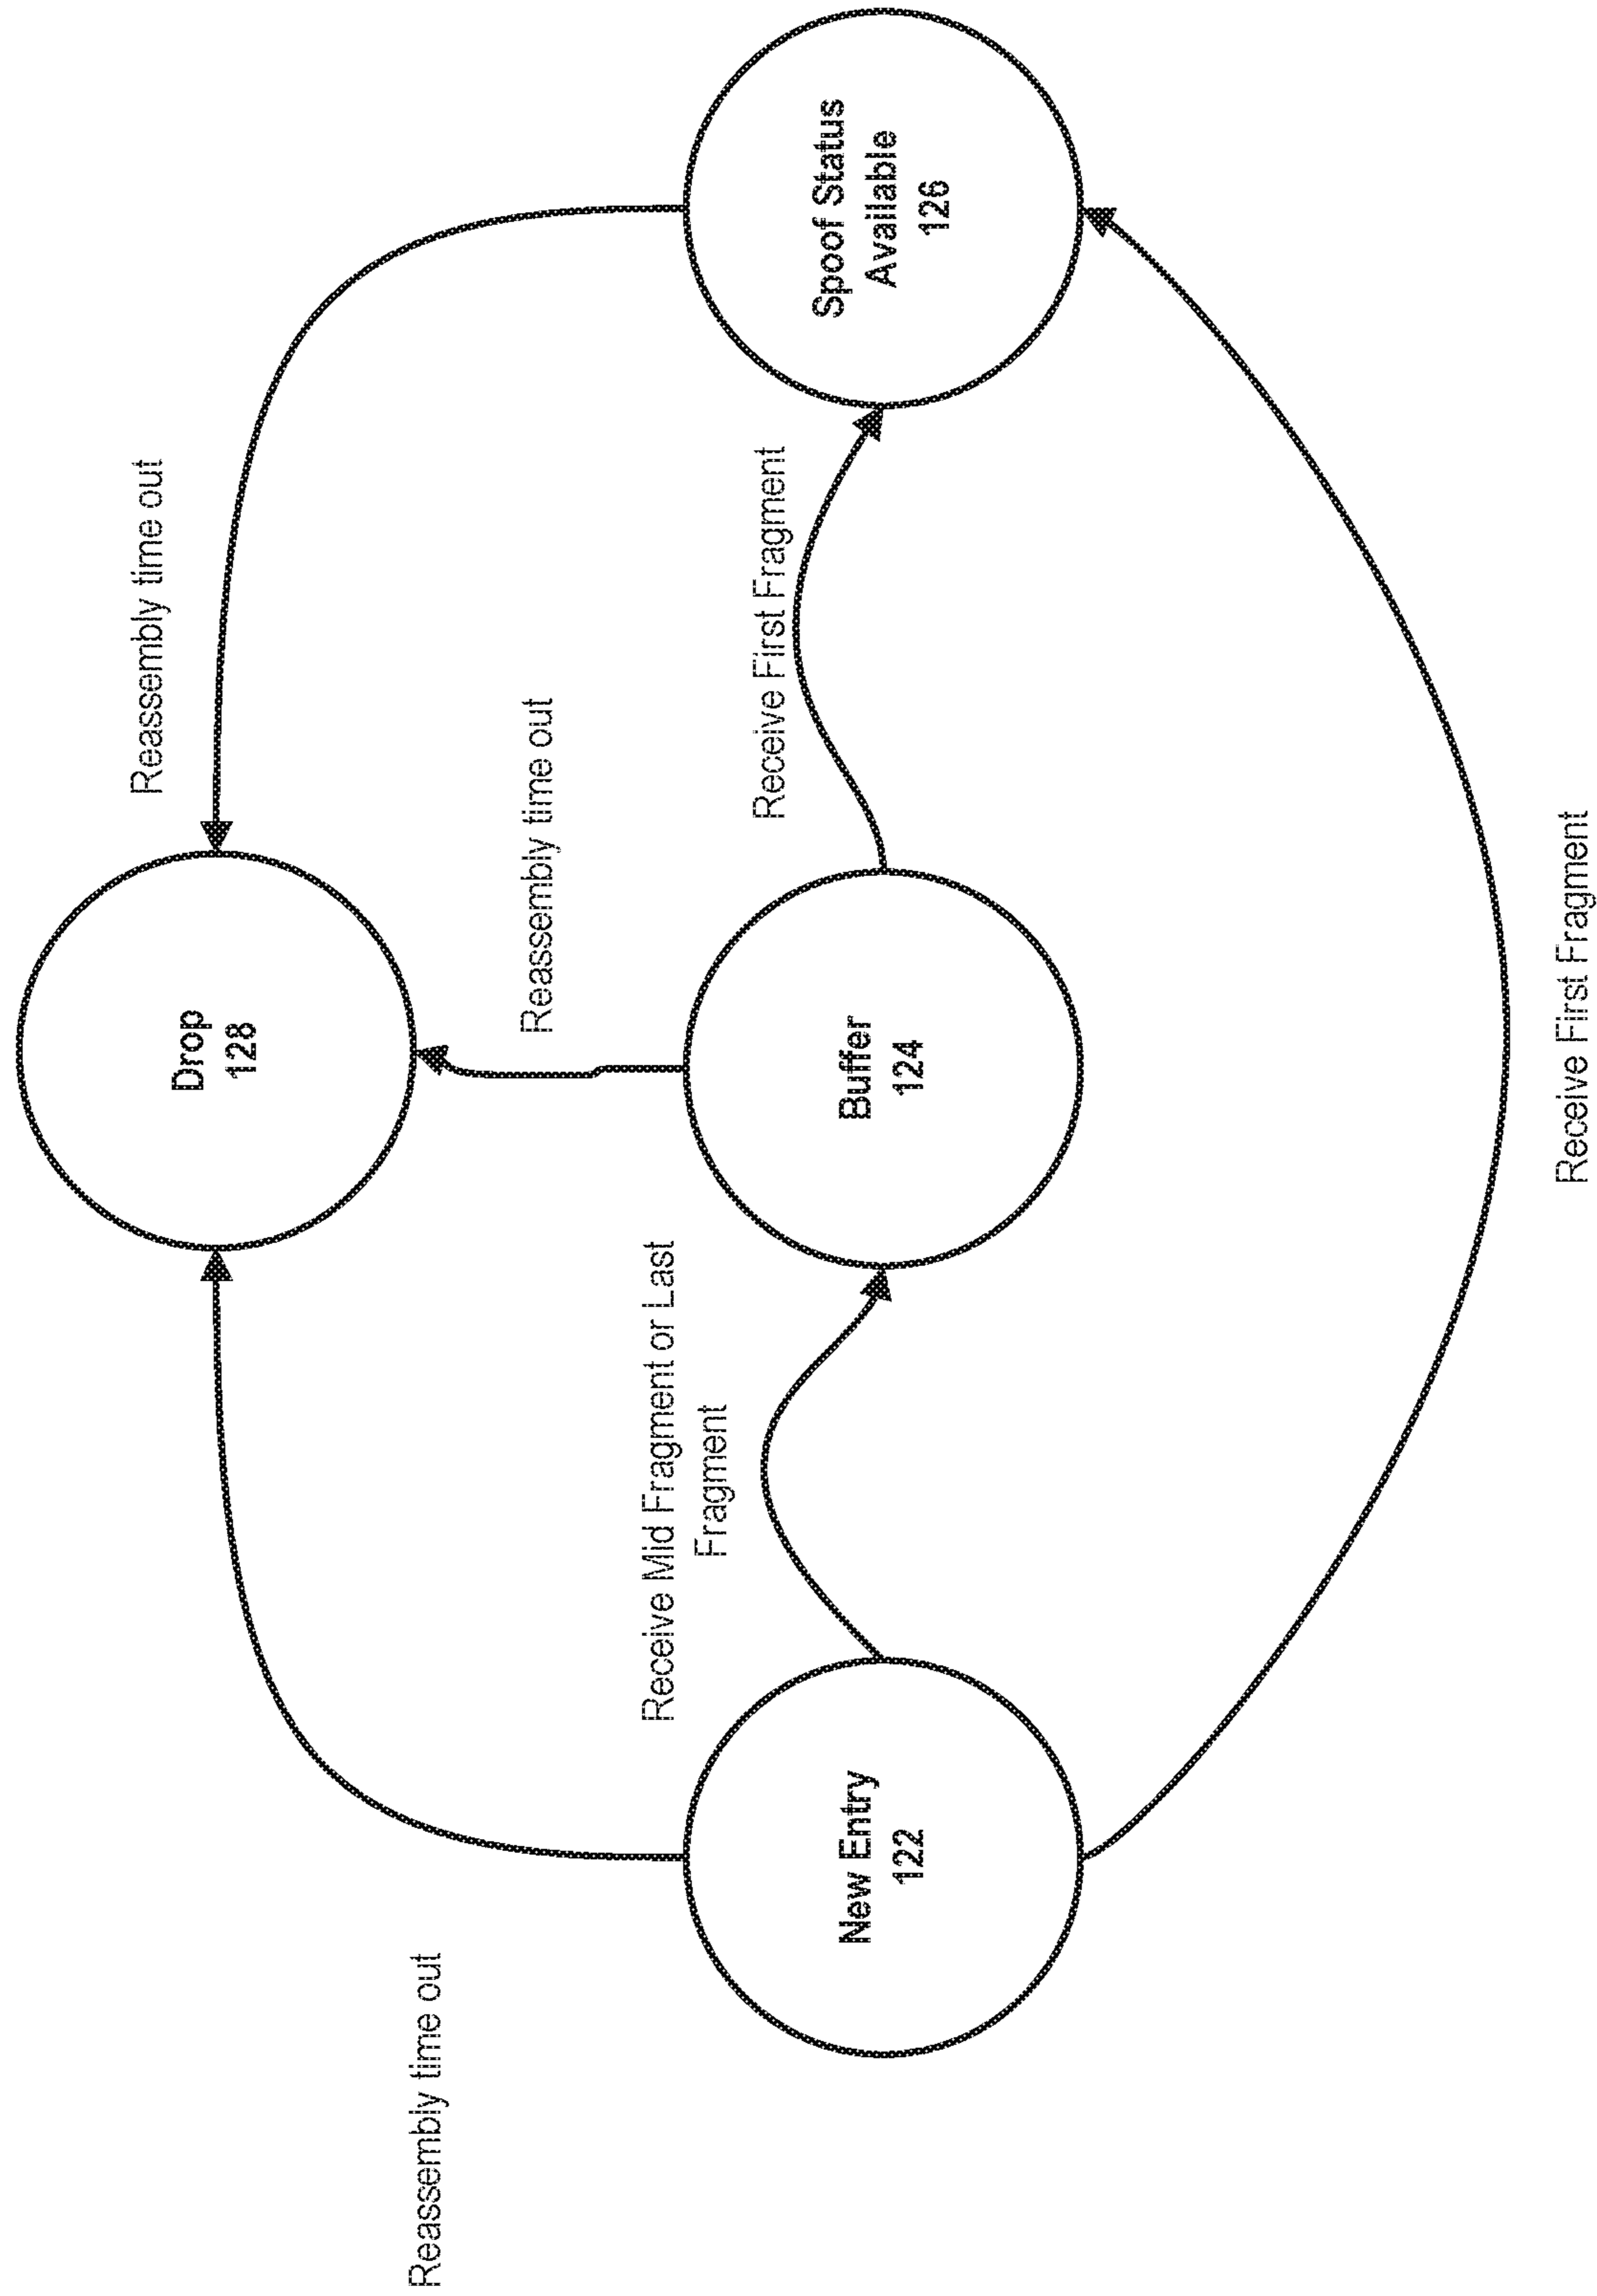 Reassembly time out
Drop
128
Reassembly time out
Reassembly time out
Receive Mid Fragment or Last
Fragment
Receive First Fragment
New Entry
122
Buffer
124
Spoof Status
Available
126
Receive First Fragment